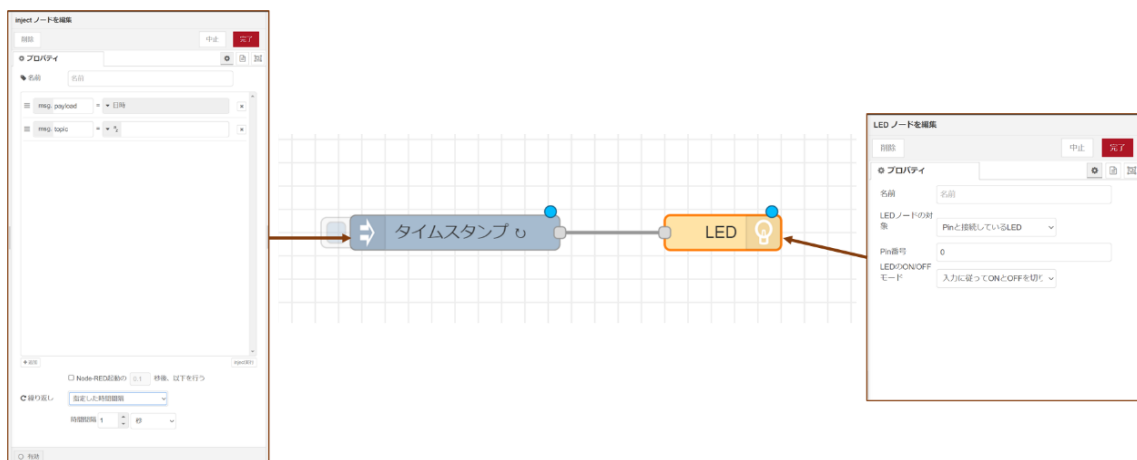 inject ノードを編集
削除
中止
完了
プロパティ
名前
名前
msg. payload
=
日時
msg. topic
=
追加
inject実行
Node-RED起動の
0.1
秒後、以下を行う
繰り返し
指定した時間間隔
時間間隔
1
秒
有効
タイムスタンプ ↻
LED
LED ノードを編集
削除
中止
完了
プロパティ
名前
名前
LEDノードの対象
Pinと接続しているLED
Pin番号
0
LEDのON/OFF
モード
入力に従ってONとOFFを切り